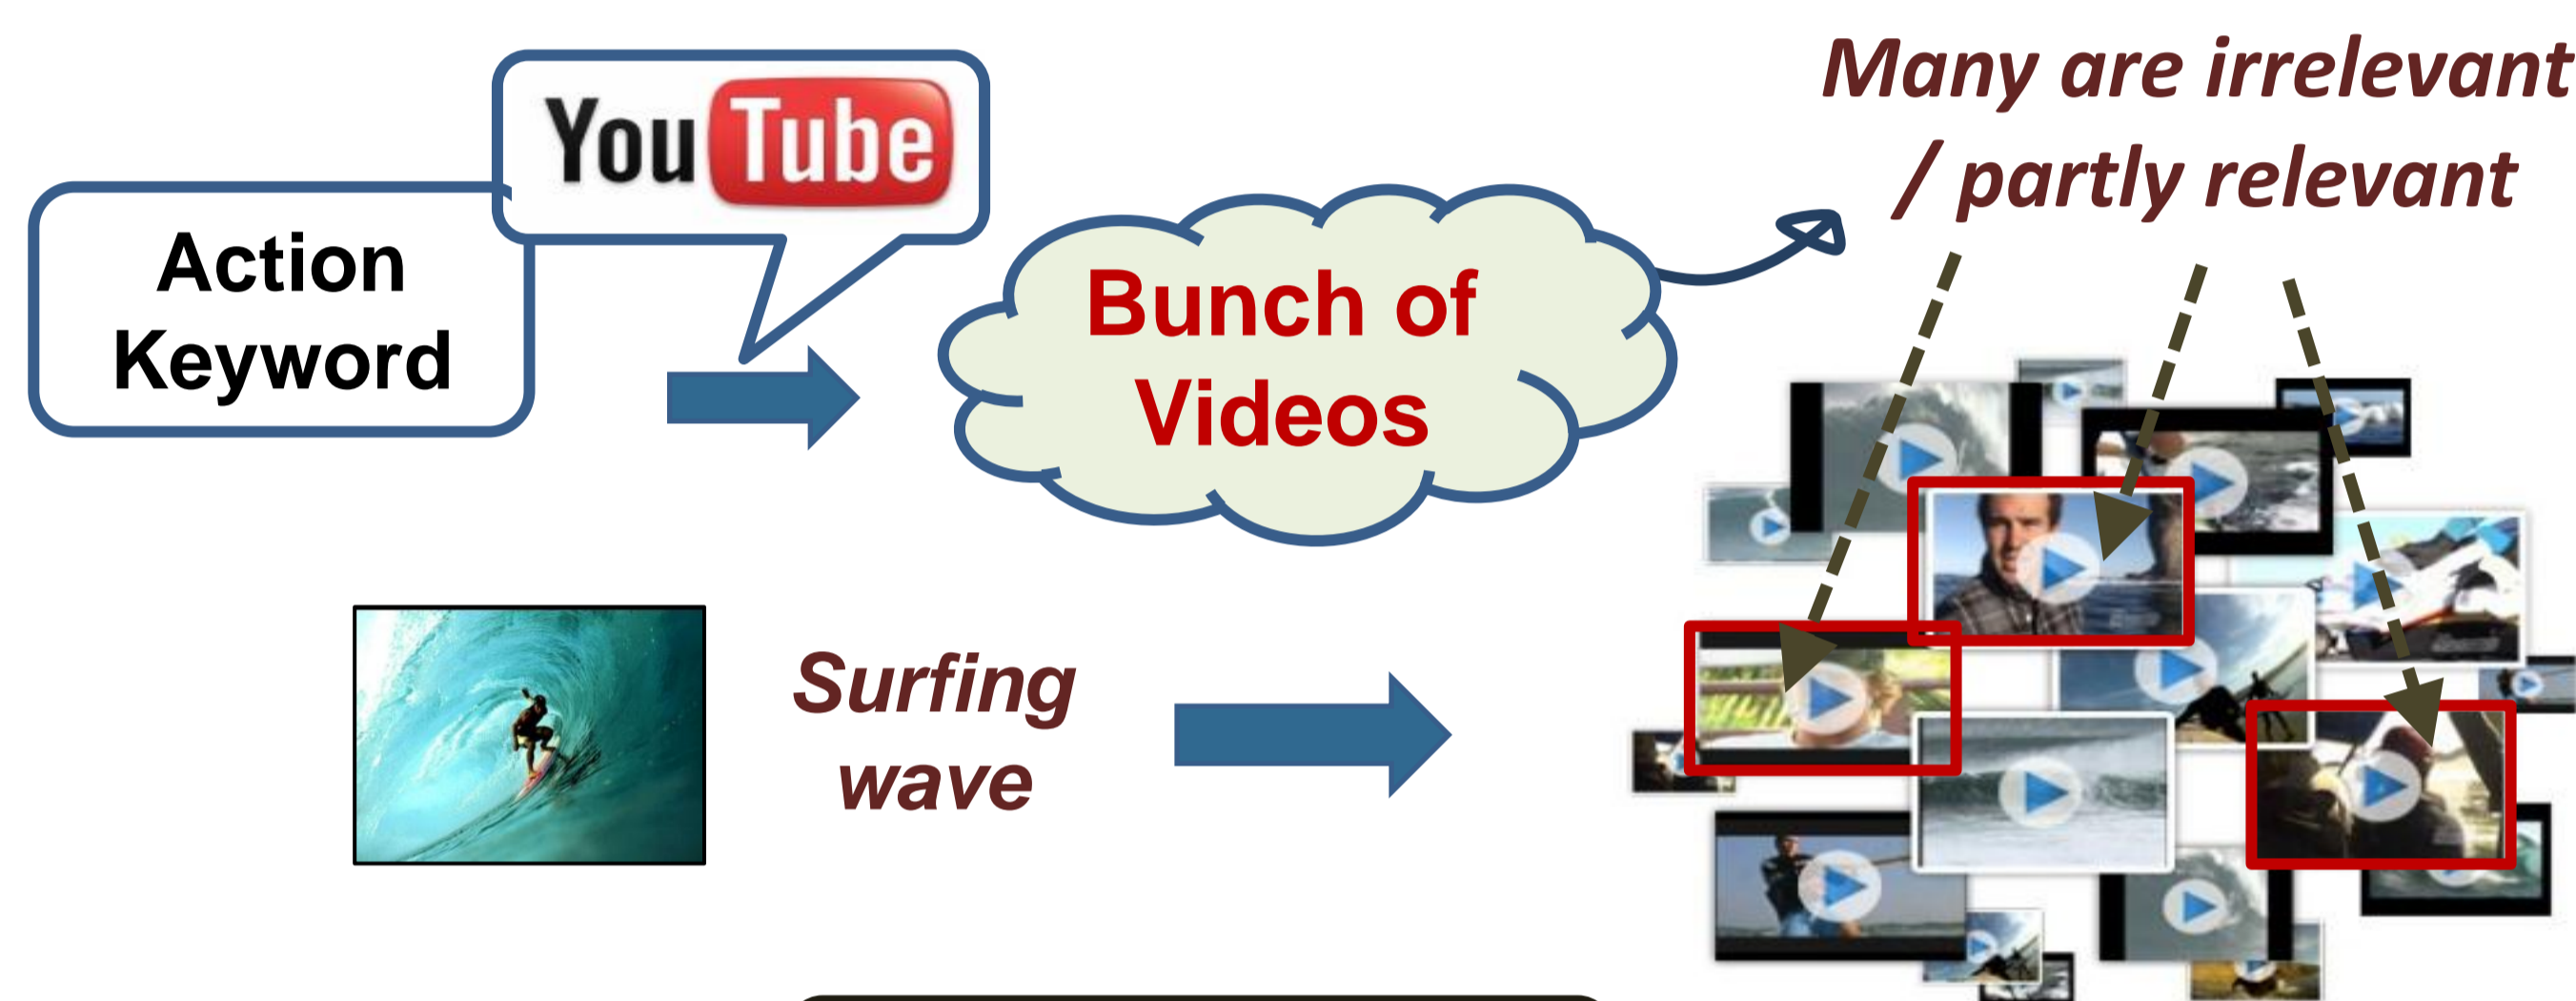 YouTube
Action
Keyword
Bunch of
Videos
Many are irrelevant
/ partly relevant
Surfing
wave